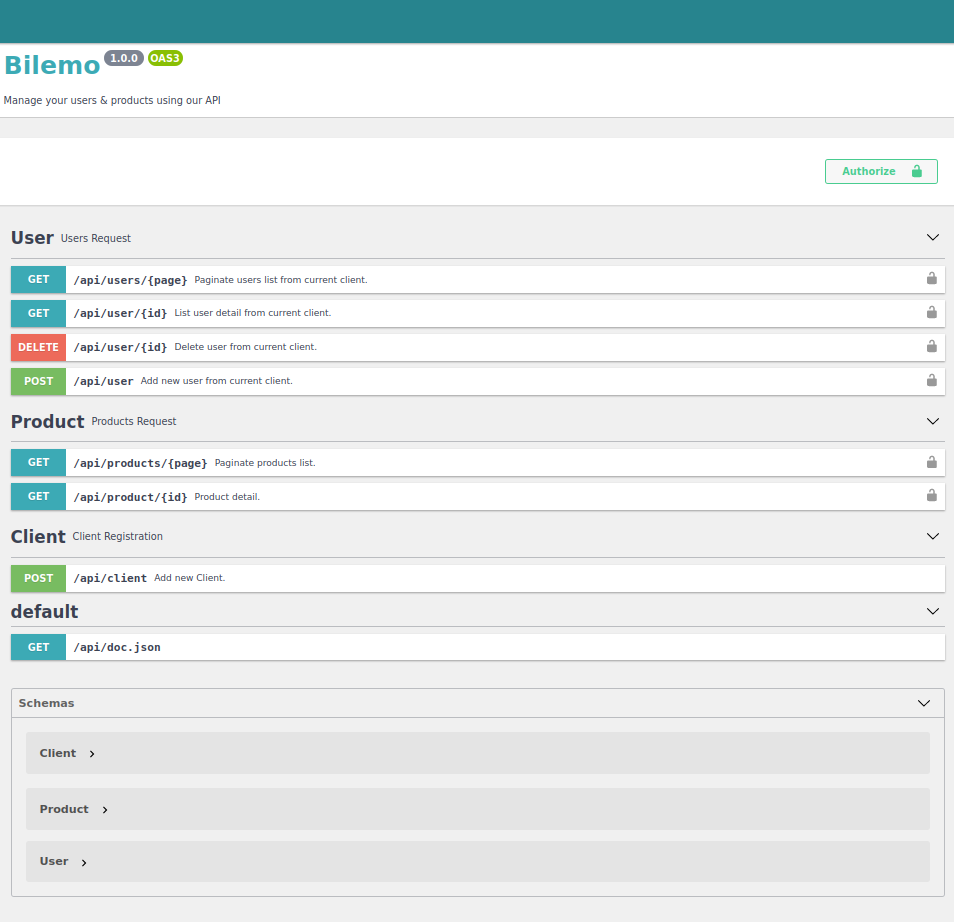 Bilemo 1.0.0 OAS3
Manage your users & products using our API
Authorize
User Users Request
GET /api/users/{page} Paginate users list from current client.
GET /api/user/{id} List user detail from current client.
DELETE /api/user/{id} Delete user from current client.
POST /api/user Add new user from current client.
Product Products Request
GET /api/products/{page} Paginate products list.
GET /api/product/{id} Product detail.
Client Client Registration
POST /api/client Add new Client.
default
GET /api/doc.json
Schemas
Client
Product
User